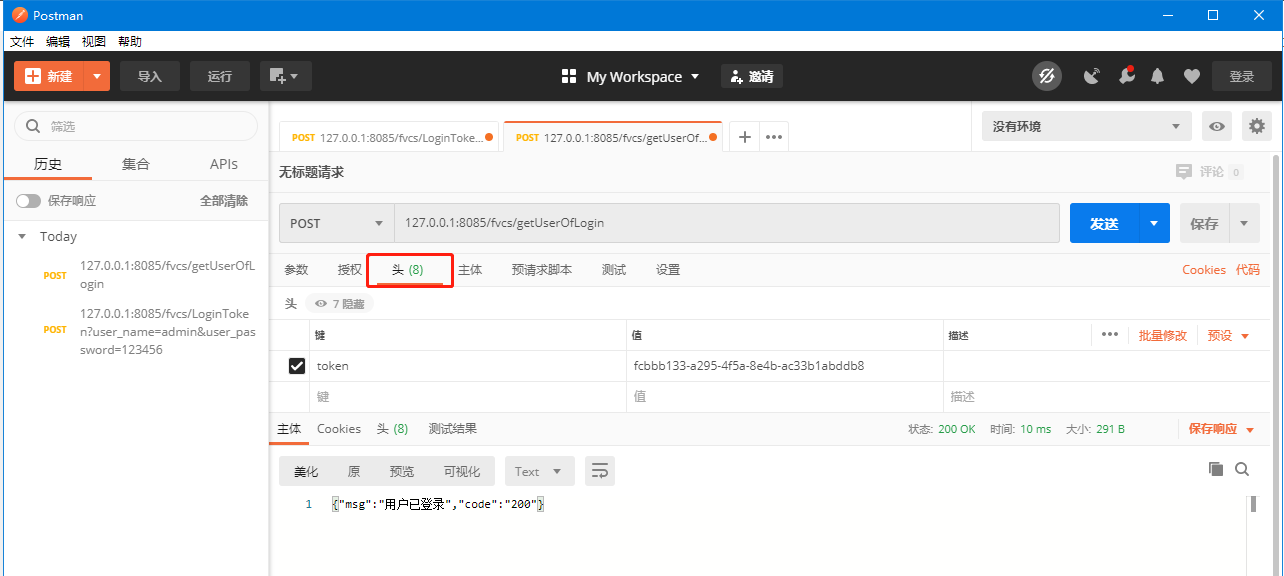 Postman
文件 编辑 视图 帮助
新建 导入 运行 My Workspace 邀请 登录
筛选
历史 集合 APIs
保存响应 全部清除
Today
POST 127.0.0.1:8085/fvcs/getUserOfL
ogin
POST 127.0.0.1:8085/fvcs/LoginToke
n?user_name=admin&user_pa
ssword=123456
POST 127.0.0.1:8085/fvcs/LoginToke... POST 127.0.0.1:8085/fvcs/getUserOf... + •••
没有环境
无标题请求 评论 0
POST 127.0.0.1:8085/fvcs/getUserOfLogin 发送 保存
参数 授权 头 (8) 主体 预请求脚本 测试 设置 Cookies 代码
头 7 隐藏
键 值 描述 ••• 批量修改 预设
token fcbbb133-a295-4f5a-8e4b-ac33b1abddb8
键 值 描述
主体 Cookies 头 (8) 测试结果 状态: 200 OK 时间: 10 ms 大小: 291 B 保存响应
美化 原 预览 可视化 Text
1 {"msg":"用户已登录","code":"200"}